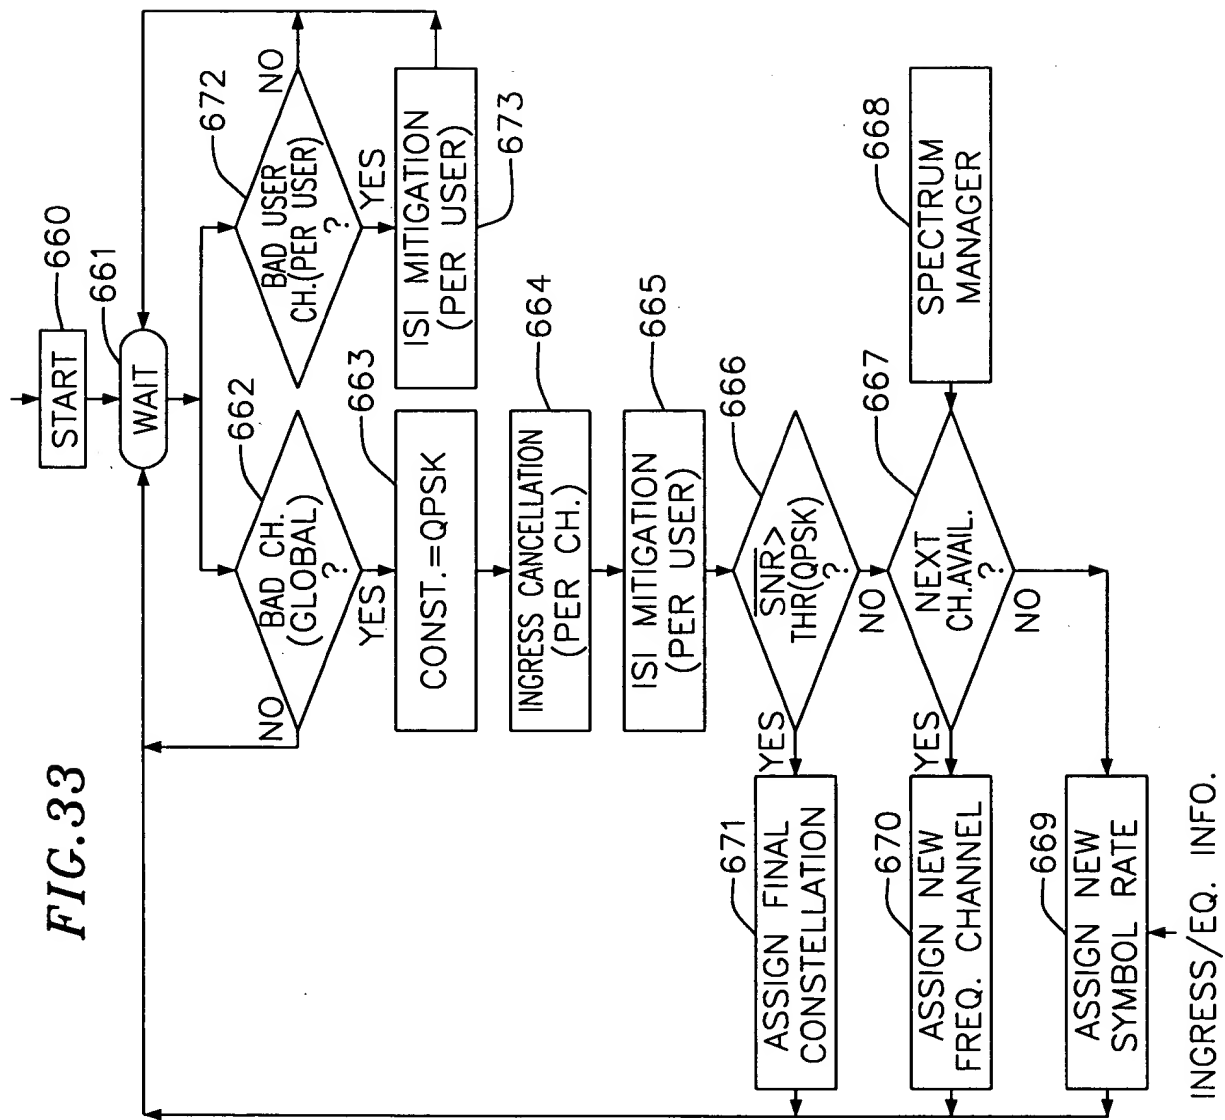 FIG.33
START
660
WAIT
661
BAD CH.
(GLOBAL)
?
662
NO
YES
BAD USER
CH.(PER USER)
?
672
NO
YES
CONST.=QPSK
663
ISI MITIGATION
(PER USER)
673
INGRESS CANCELLATION
(PER CH.)
664
ISI MITIGATION
(PER USER)
665
SNR>
THR(QPSK)
?
666
YES
NO
ASSIGN FINAL
CONSTELLATION
671
NEXT
CH.AVAIL.
?
667
YES
NO
SPECTRUM
MANAGER
668
ASSIGN NEW
FREQ. CHANNEL
670
ASSIGN NEW
SYMBOL RATE
669
INGRESS/EQ. INFO.